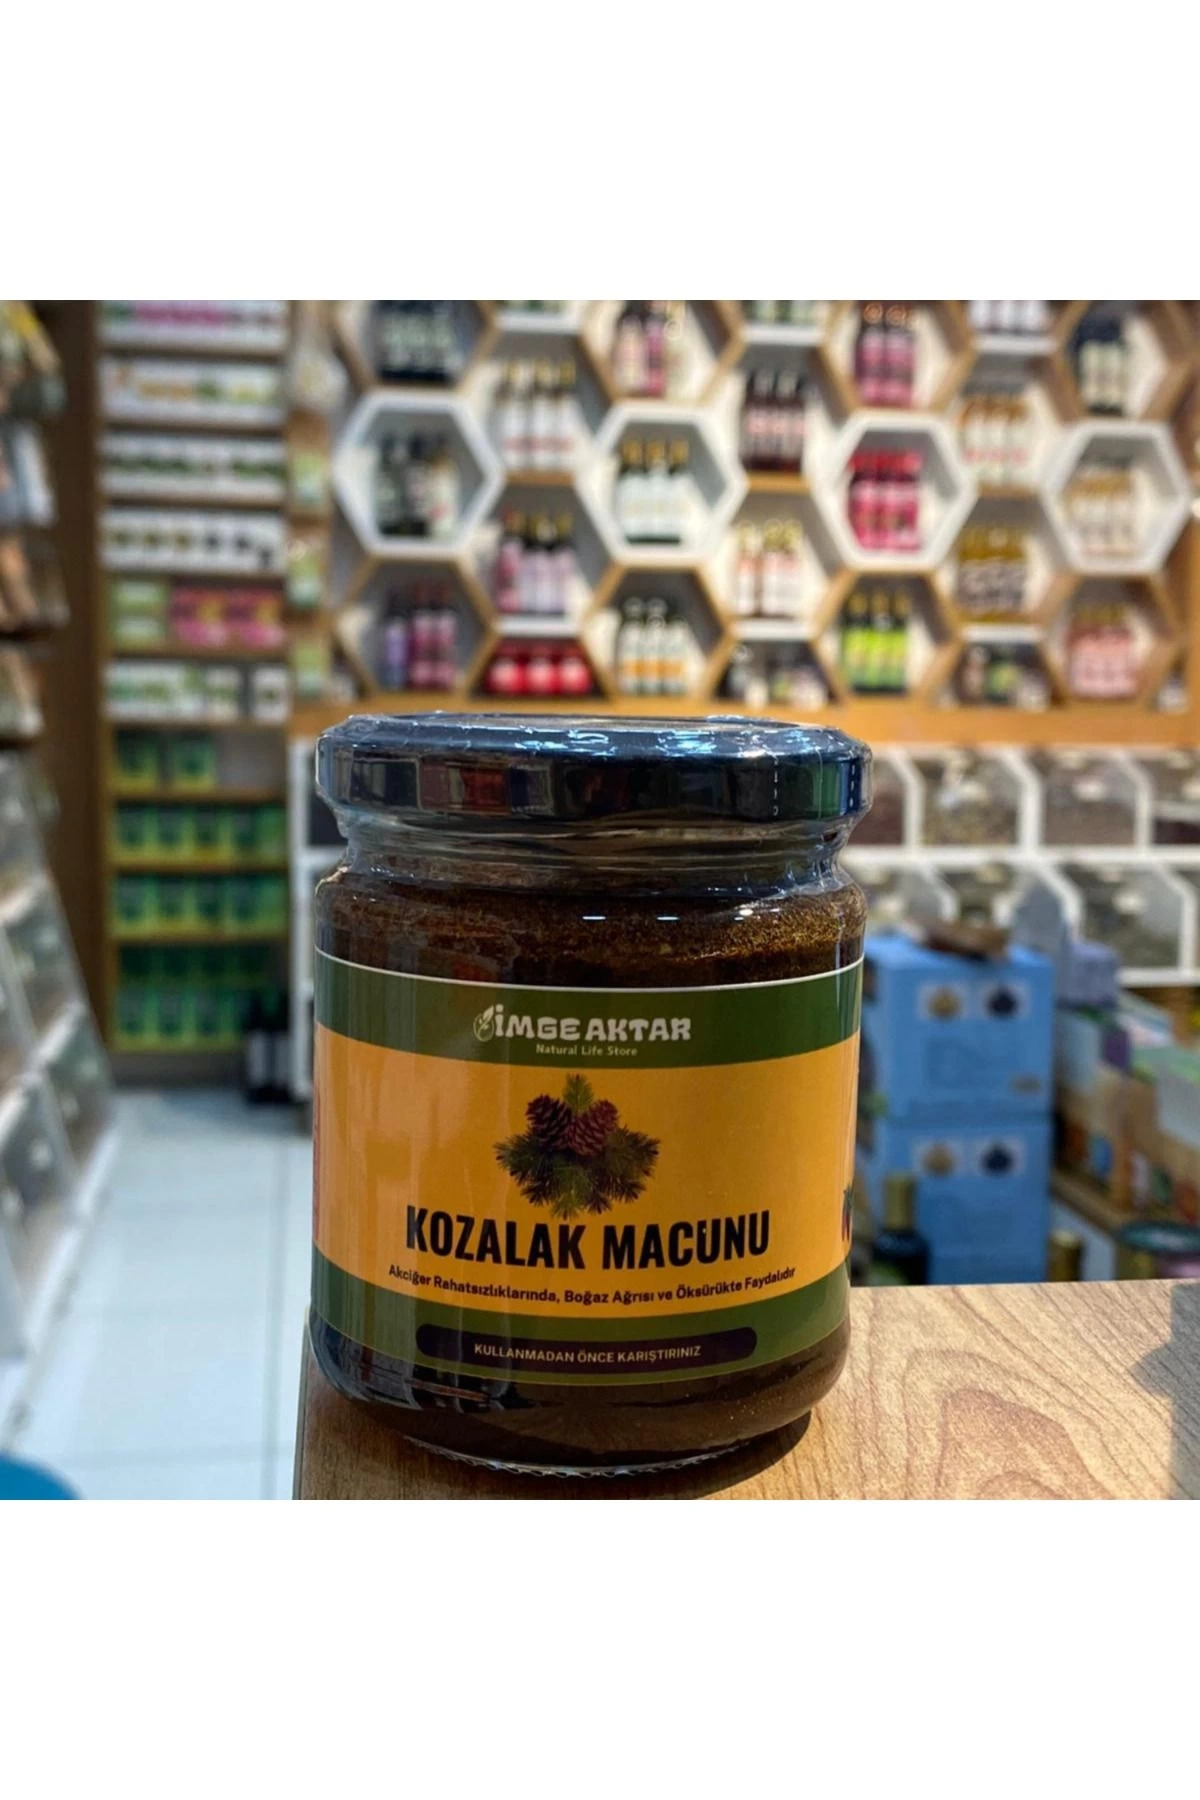 İMGE AKTAR
Natural Life Store
KOZALAK MACUNU
Akciğer Rahatsızlıklarında, Boğaz Ağrısı ve Öksürükte Faydalıdır
KULLANMADAN ÖNCE KARIŞTIRINIZ